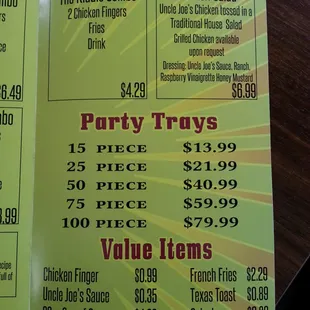 2 Chicken Fingers
Fries
Drink
$4.29
Uncle Joe's Chicken tossed in a
Traditional House Salad
Grilled Chicken available
upon request
Dressing: Uncle Joe's Sauce, Ranch,
Raspberry Vinaigrette Honey Mustard
$6.99
$6.49
Party Trays
15 PIECE $13.99
25 PIECE $21.99
50 PIECE $40.99
75 PIECE $59.99
100 PIECE $79.99
Value Items
Chicken Finger $0.99
Uncle Joe's Sauce $0.35
French Fries $2.29
Texas Toast $0.89